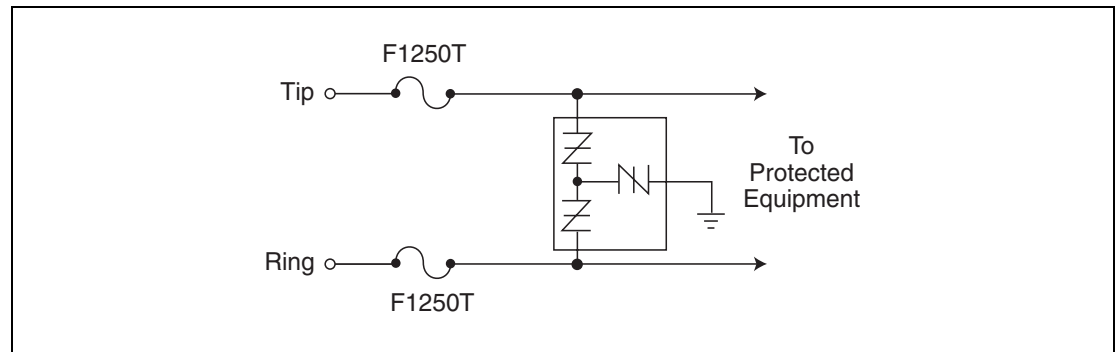 F1250T
Tip
To
Protected
Equipment
Ring
F1250T